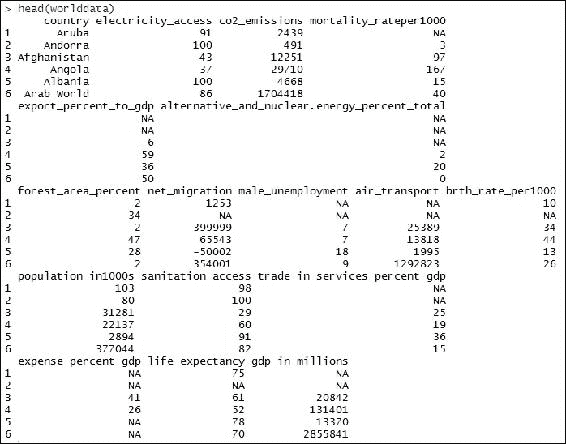 > head(worlddata)
country electricity_access co2_emissions mortality_rateper1000
1 Aruba 91 2439 NA
2 Andorra 100 491 3
3 Afghanistan 43 12251 97
4 Angola 37 29710 167
5 Albania 100 4668 15
6 Arab World 86 1704418 40
export_percent_to_gdp alternative_and_nuclear.energy_percent_total
1 NA NA
2 NA NA
3 6 NA
4 59 2
5 36 20
6 50 0
forest_area_percent net_migration male_unemployment air_transport brth_rate_per1000
1 2 1253 NA NA 10
2 34 NA NA NA NA
3 2 399999 7 25389 34
4 47 65543 7 13818 44
5 28 -50002 18 1995 13
6 2 354001 9 1292823 26
population in1000s sanitation access trade in services percent gdp
1 103 98 NA
2 80 100 NA
3 31281 29 25
4 22137 60 19
5 2894 91 36
6 377044 82 15
expense percent gdp life expectancy gdp in millions
1 NA 75 NA
2 NA NA NA
3 41 61 20842
4 26 52 131401
5 NA 78 13370
6 NA 70 2855841